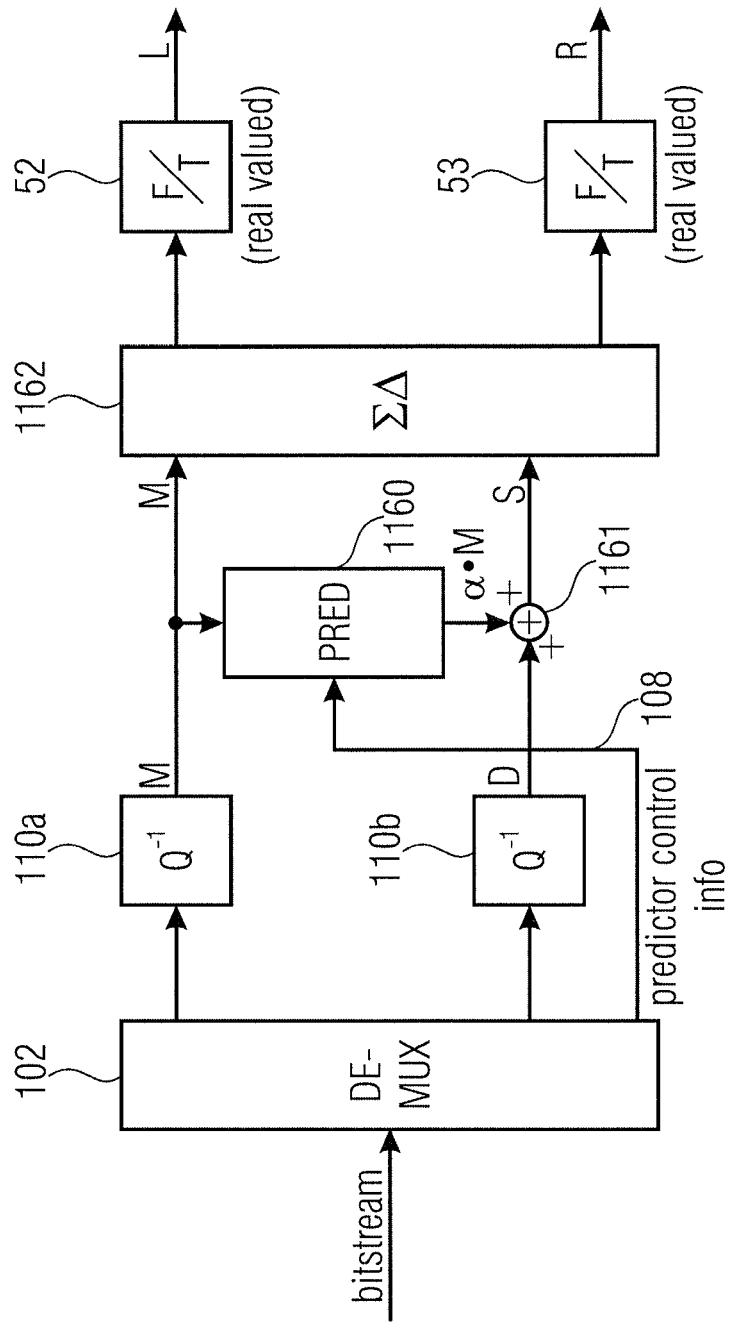 bitstream
102
DE-
MUX
110a
Q⁻¹
M
110b
Q⁻¹
D
predictor control
info
108
M
PRED
1160
α•M
+
+
+
1161
S
1162
ΣΔ
52
F/T
(real valued)
L
53
F/T
(real valued)
R